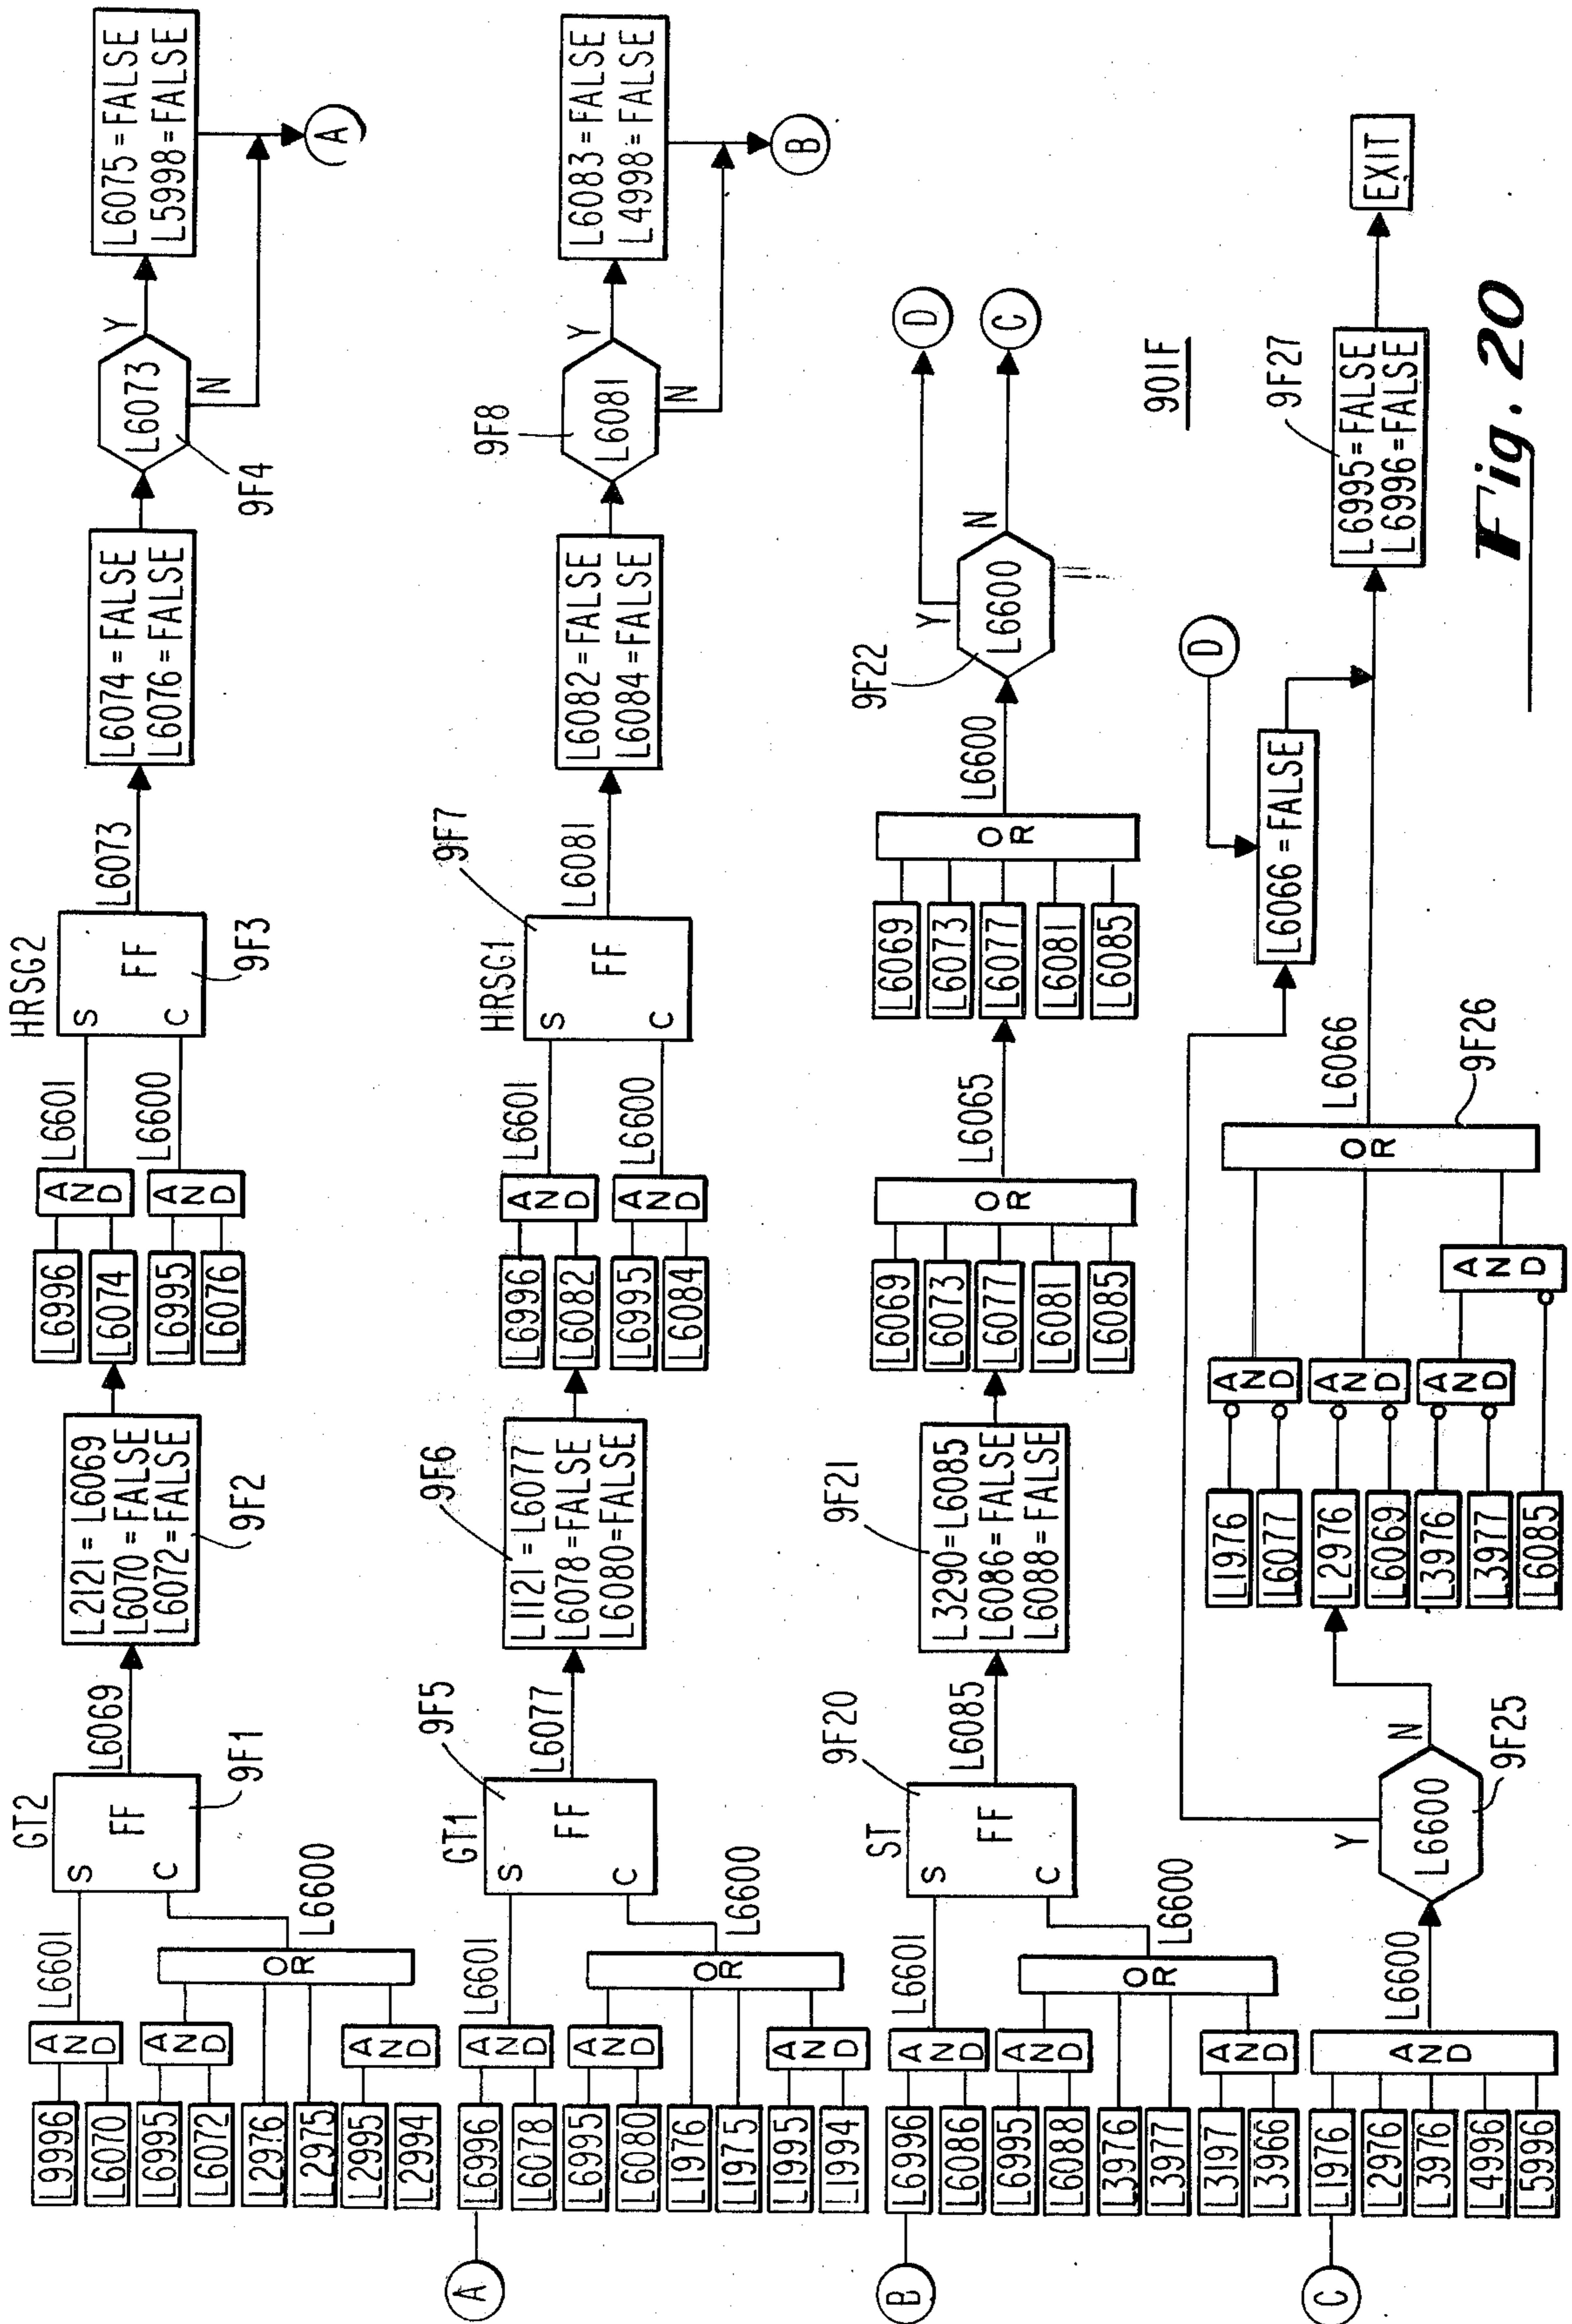 GT2
L9996
L6070
AND
L6601
L6995
L6072
AND
L2976
L2975
L2995
L2994
AND
OR
L6600
S
C
FF
9F1
L6069
L2121=L6069
L6070=FALSE
L6072=FALSE
9F2
L6996
L6074
AND
L6601
L6995
L6076
AND
L6600
HRSG2
S
C
FF
9F3
L6073
L6074=FALSE
L6076=FALSE
L6073
9F4
Y
N
L6075=FALSE
L5998=FALSE
A
A
L6996
L6078
AND
L6601
L6995
L6080
AND
L1976
L1975
L1995
L1994
AND
OR
L6600
GT1
S
C
FF
9F5
L6077
L1121=L6077
L6078=FALSE
L6080=FALSE
9F6
L6996
L6082
AND
L6601
L6995
L6084
AND
L6600
HRSG1
S
C
FF
9F7
L6081
L6082=FALSE
L6084=FALSE
L6081
9F8
Y
N
L6083=FALSE
L4998=FALSE
B
B
L6996
L6086
AND
L6601
L6995
L6088
AND
L3976
L3977
L3197
L3966
AND
OR
L6600
ST
S
C
FF
9F20
L6085
L3290=L6085
L6086=FALSE
L6088=FALSE
9F21
L6069
L6073
L6077
L6081
L6085
OR
L6065
L6069
L6073
L6077
L6081
L6085
OR
L6600
L6600
9F22
Y
N
D
C
C
L1976
L2976
L3976
L4996
L5996
AND
L6600
L6600
9F25
Y
N
L1976
L6077
AND
L2976
L6069
AND
L3976
L3977
AND
L6085
AND
OR
9F26
L6066
L6066=FALSE
D
L6995=FALSE
L6996=FALSE
9F27
EXIT
901F
Fig. 20